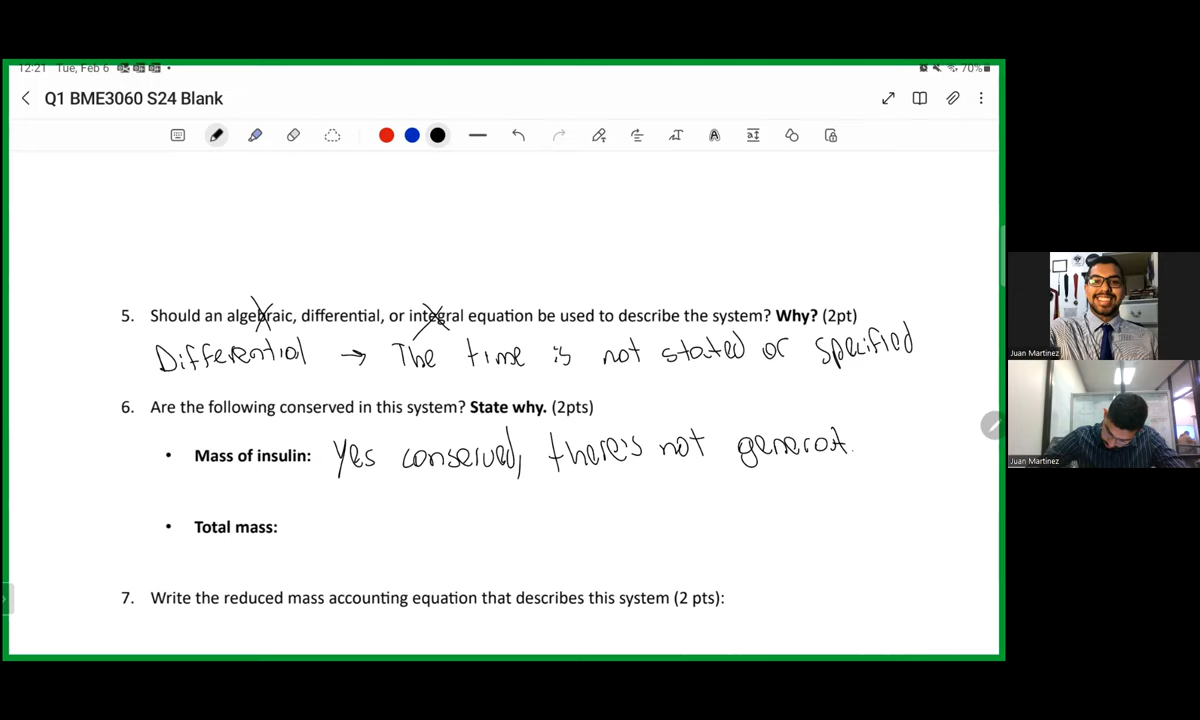 12:21 Tue, Feb 6
70%
Q1 BME3060 S24 Blank
5. Should an algebraic, differential, or integral equation be used to describe the system? Why? (2pt)
Differential → The time is not stated or specified
6. Are the following conserved in this system? State why. (2pts)
• Mass of insulin: Yes conserved, there's not generat.
• Total mass:
7. Write the reduced mass accounting equation that describes this system (2 pts):
Juan Martinez
Juan Martinez